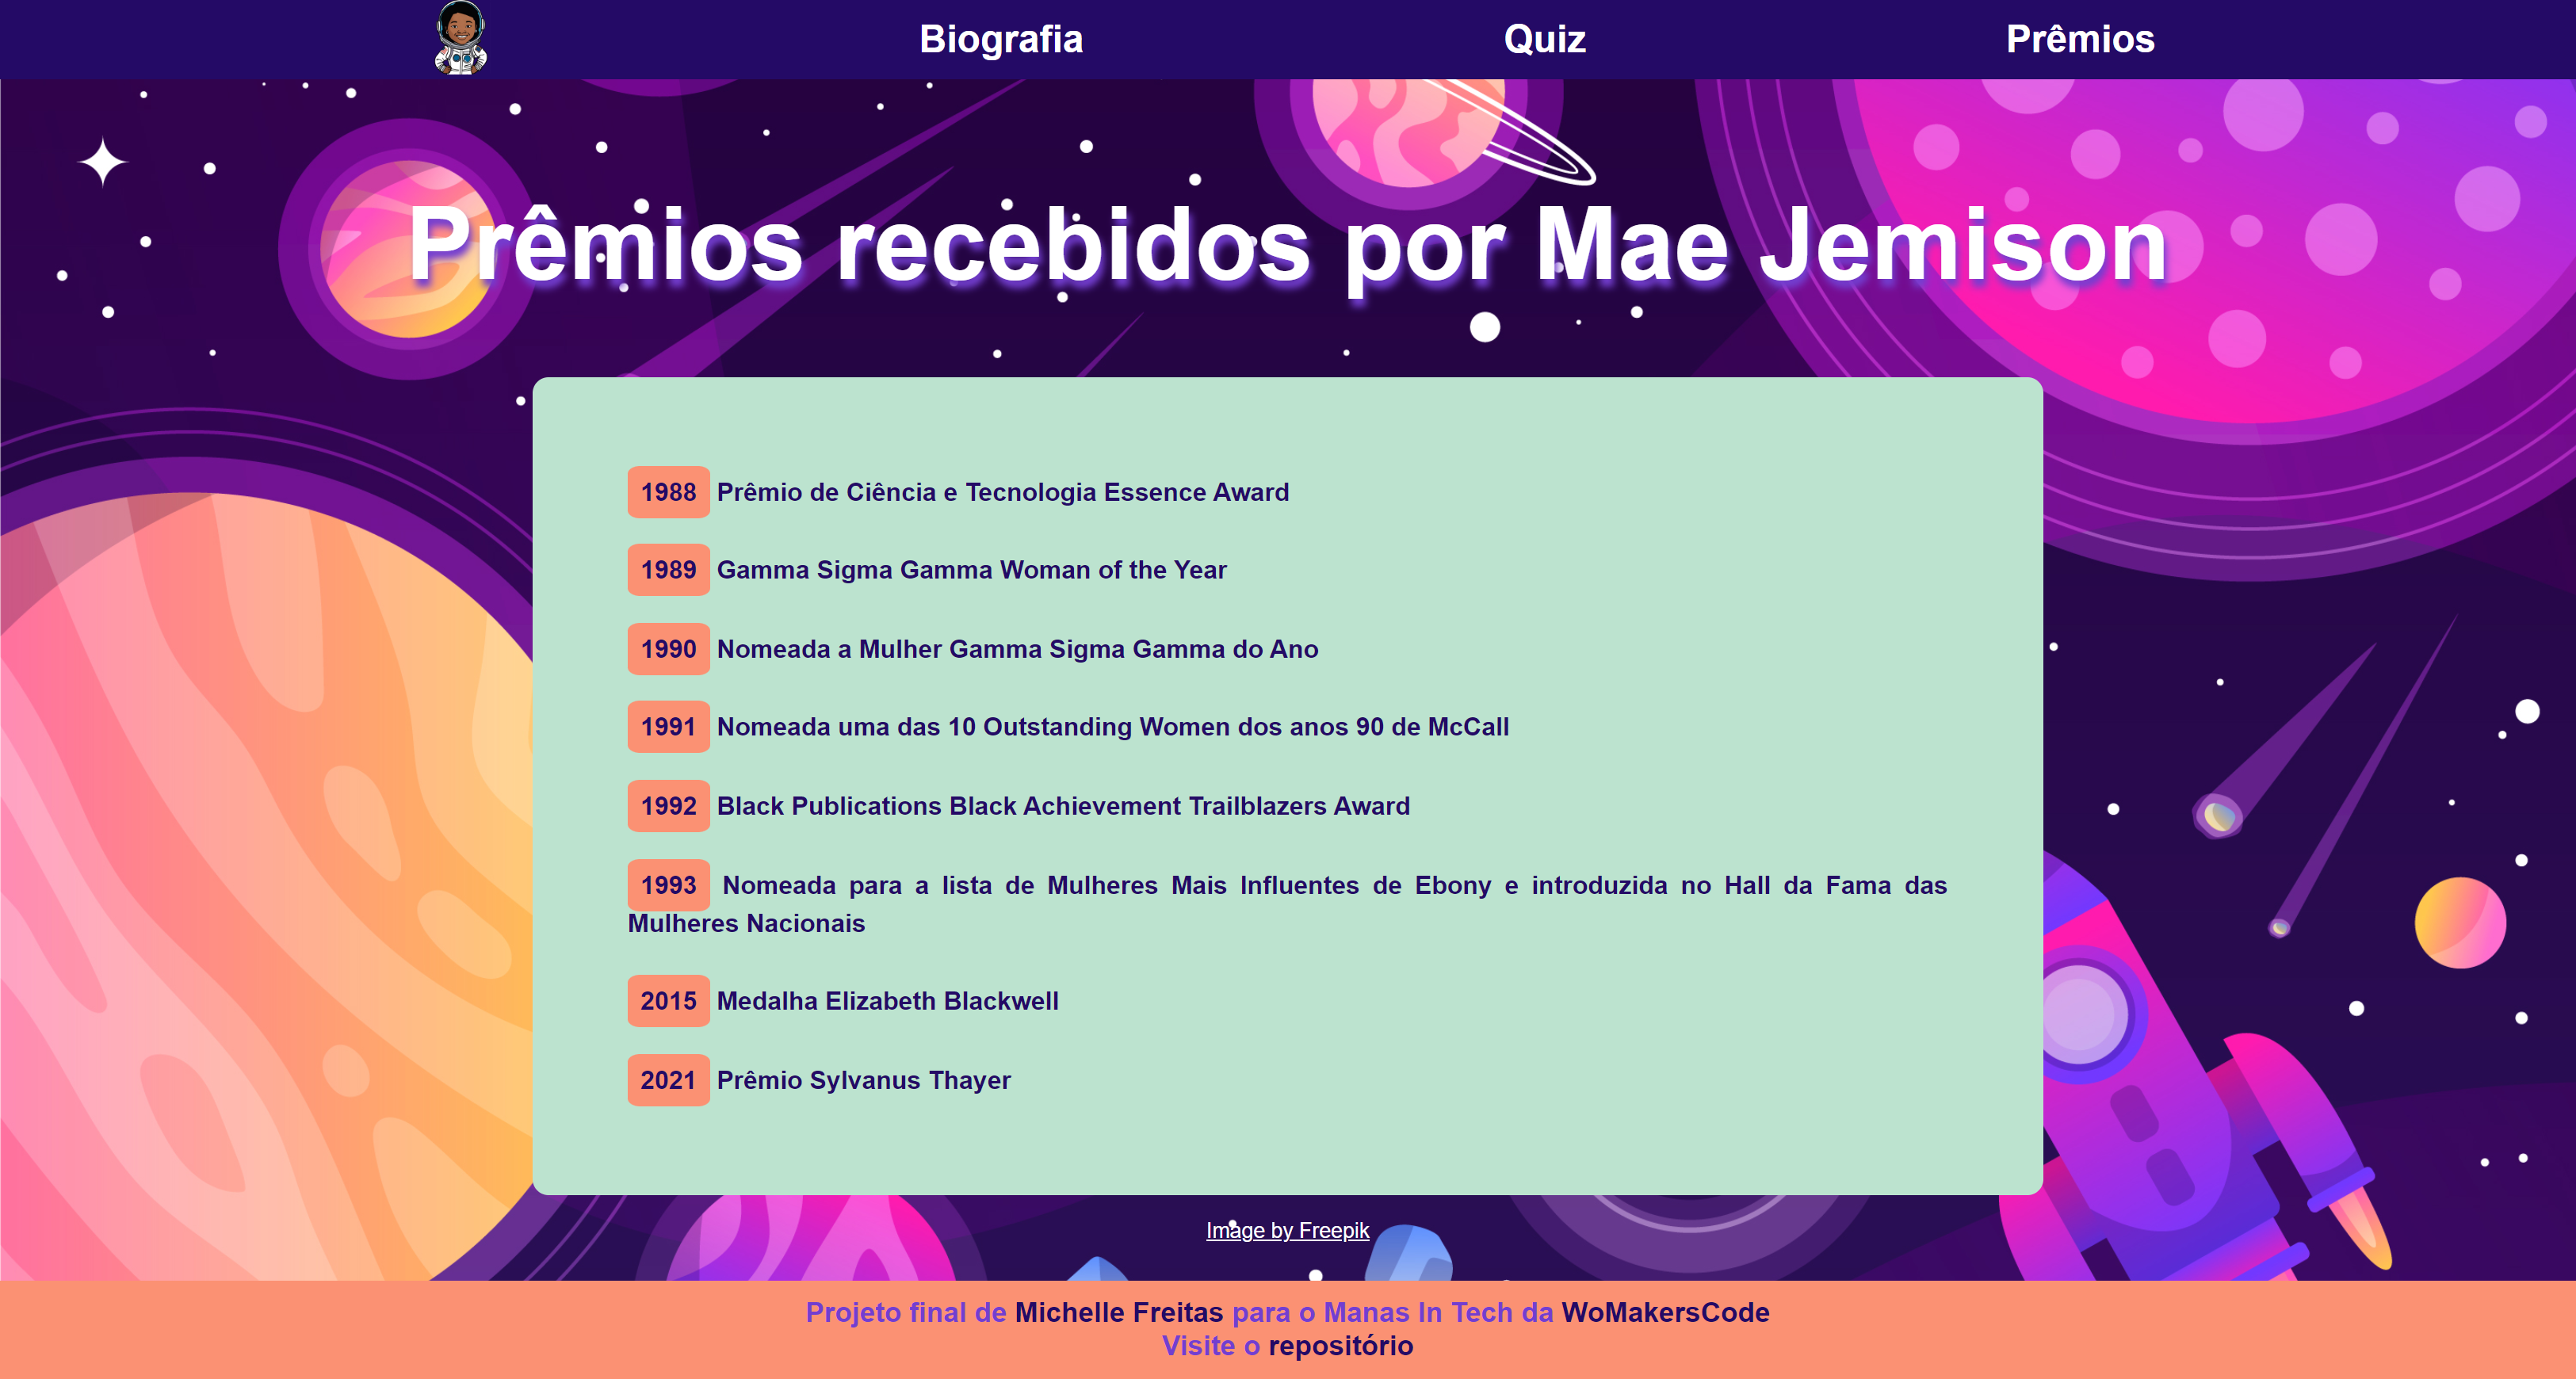 Biografia
Quiz
Prêmios
Prêmios recebidos por Mae Jemison
1988 Prêmio de Ciência e Tecnologia Essence Award
1989 Gamma Sigma Gamma Woman of the Year
1990 Nomeada a Mulher Gamma Sigma Gamma do Ano
1991 Nomeada uma das 10 Outstanding Women dos anos 90 de McCall
1992 Black Publications Black Achievement Trailblazers Award
1993 Nomeada para a lista de Mulheres Mais Influentes de Ebony e introduzida no Hall da Fama das
Mulheres Nacionais
2015 Medalha Elizabeth Blackwell
2021 Prêmio Sylvanus Thayer
Image by Freepik
Projeto final de Michelle Freitas para o Manas In Tech da WoMakersCode
Visite o repositório